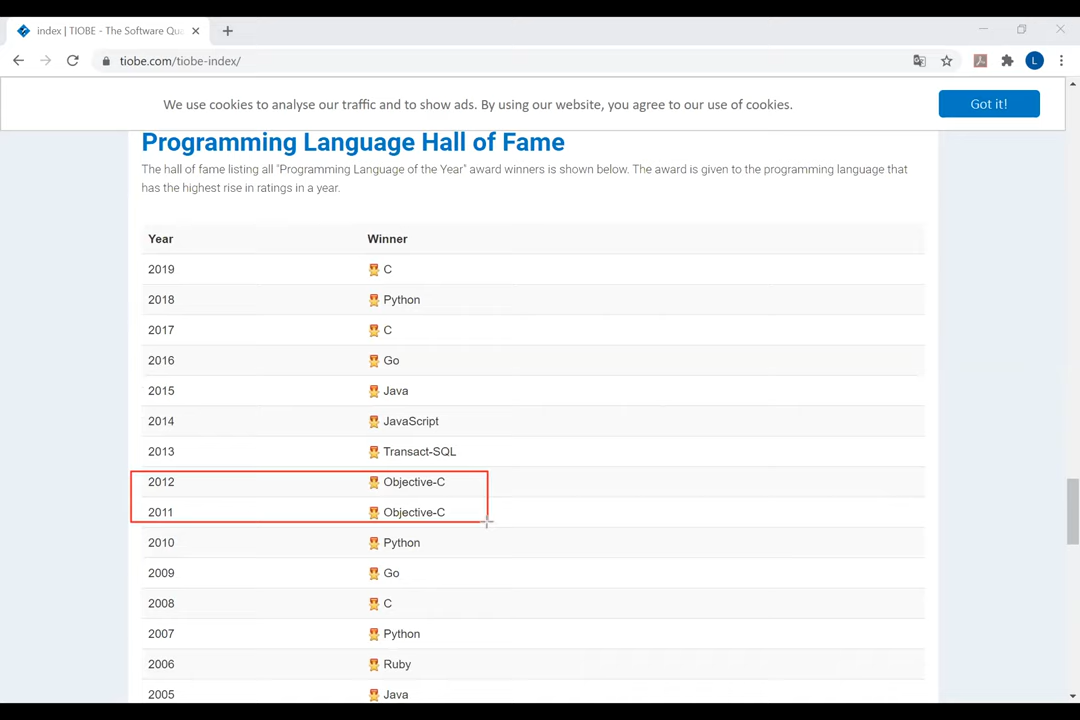 index | TIOBE - The Software Qu
tiobe.com/tiobe-index/
L
We use cookies to analyse our traffic and to show ads. By using our website, you agree to our use of cookies.
Got it!
Programming Language Hall of Fame
The hall of fame listing all "Programming Language of the Year" award winners is shown below. The award is given to the programming language that
has the highest rise in ratings in a year.
Year Winner
2019 C
2018 Python
2017 C
2016 Go
2015 Java
2014 JavaScript
2013 Transact-SQL
2012 Objective-C
2011 Objective-C
2010 Python
2009 Go
2008 C
2007 Python
2006 Ruby
2005 Java